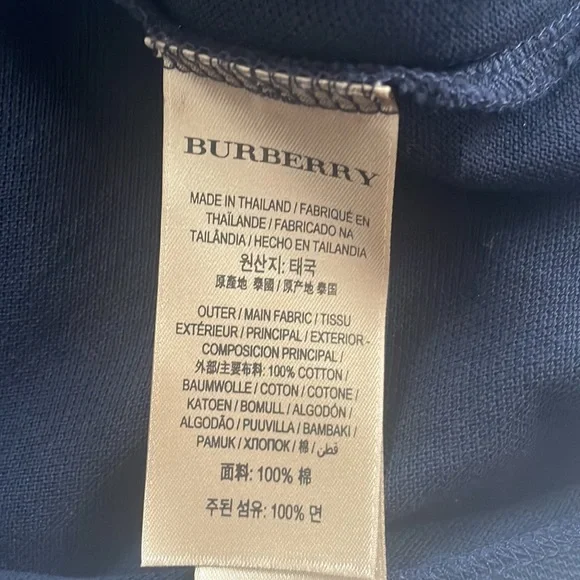 BURBERRY
MADE IN THAILAND / FABRIQUÉ EN
THAÏLANDE / FABRICADO NA
TAILÂNDIA / HECHO EN TAILANDIA
원산지: 태국
原產地 泰國 / 原产地 泰国
OUTER / MAIN FABRIC / TISSU
EXTÉRIEUR / PRINCIPAL / EXTERIOR -
COMPOSICION PRINCIPAL /
外部/主要布料: 100% COTTON /
BAUMWOLLE / COTON / COTONE /
KATOEN / BOMULL / ALGODÓN /
ALGODÃO / PUUVILLA / BAMBAKI /
PAMUK / ХЛОПОК / 棉 / قطن /
面料: 100% 棉
주된 섬유: 100% 면